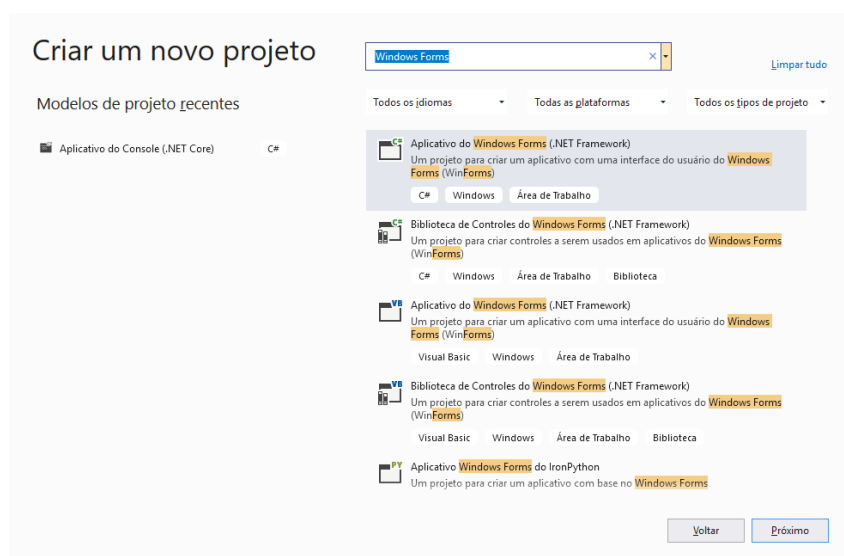 Criar um novo projeto
Windows Forms
Limpar tudo
Modelos de projeto recentes
Todos os idiomas
Todas as plataformas
Todos os tipos de projeto
Aplicativo do Console (.NET Core)
C#
C#
Aplicativo do Windows Forms (.NET Framework)
Um projeto para criar um aplicativo com uma interface do usuário do Windows
Forms (WinForms)
C# Windows Área de Trabalho
C#
Biblioteca de Controles do Windows Forms (.NET Framework)
Um projeto para criar controles a serem usados em aplicativos do Windows Forms
(WinForms)
C# Windows Área de Trabalho Biblioteca
VB
Aplicativo do Windows Forms (.NET Framework)
Um projeto para criar um aplicativo com uma interface do usuário do Windows
Forms (WinForms)
Visual Basic Windows Área de Trabalho
VB
Biblioteca de Controles do Windows Forms (.NET Framework)
Um projeto para criar controles a serem usados em aplicativos do Windows Forms
(WinForms)
Visual Basic Windows Área de Trabalho Biblioteca
PY
Aplicativo Windows Forms do IronPython
Um projeto para criar um aplicativo com base no Windows Forms
Voltar
Próximo